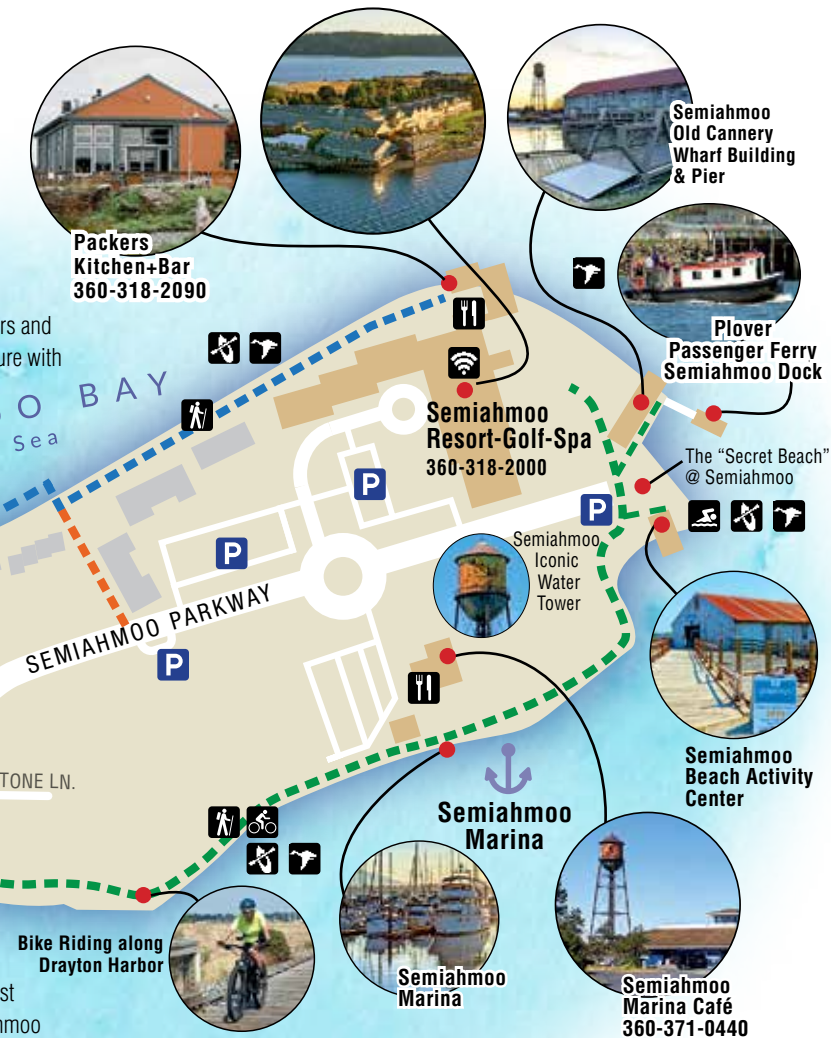 Semiahmoo
Old Cannery
Wharf Building
& Pier
Packers
Kitchen+Bar
360-318-2090
Plover
Passenger Ferry
Semiahmoo Dock
rs and
ure with
O BAY
Sea
Semiahmoo
Resort-Golf-Spa
360-318-2000
The "Secret Beach"
@ Semiahmoo
P
P
P
P
Semiahmoo
Iconic
Water
Tower
SEMIAHMOO PARKWAY
Semiahmoo
Beach Activity
Center
TONE LN.
Semiahmoo
Marina
Bike Riding along
Drayton Harbor
Semiahmoo
Marina
Semiahmoo
Marina Café
360-371-0440
st
hmoo